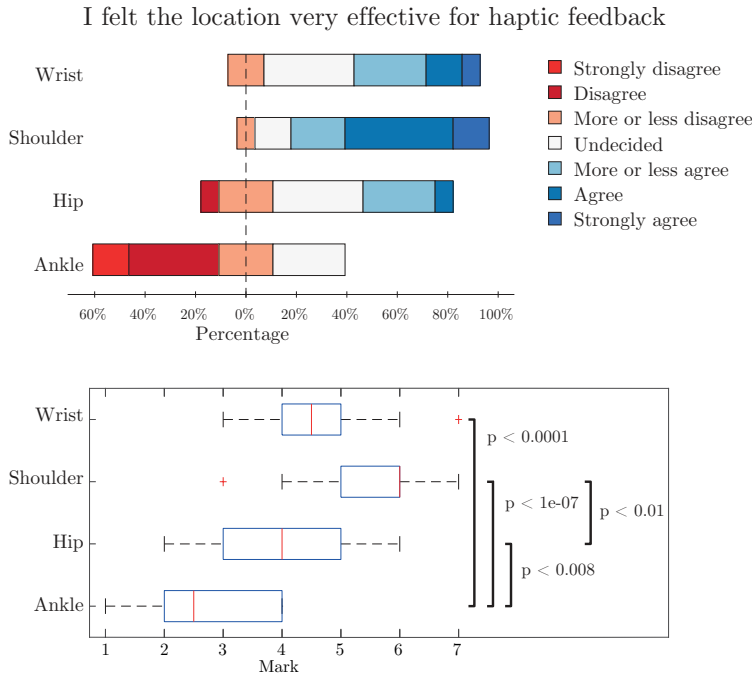 I felt the location very effective for haptic feedback
Wrist
Shoulder
Hip
Ankle
60% 40% 20% 0% 20% 40% 60% 80% 100%
Percentage
Strongly disagree
Disagree
More or less disagree
Undecided
More or less agree
Agree
Strongly agree
Wrist
Shoulder
Hip
Ankle
p < 0.0001
p < 1e-07
p < 0.01
p < 0.008
1 2 3 4 5 6 7
Mark